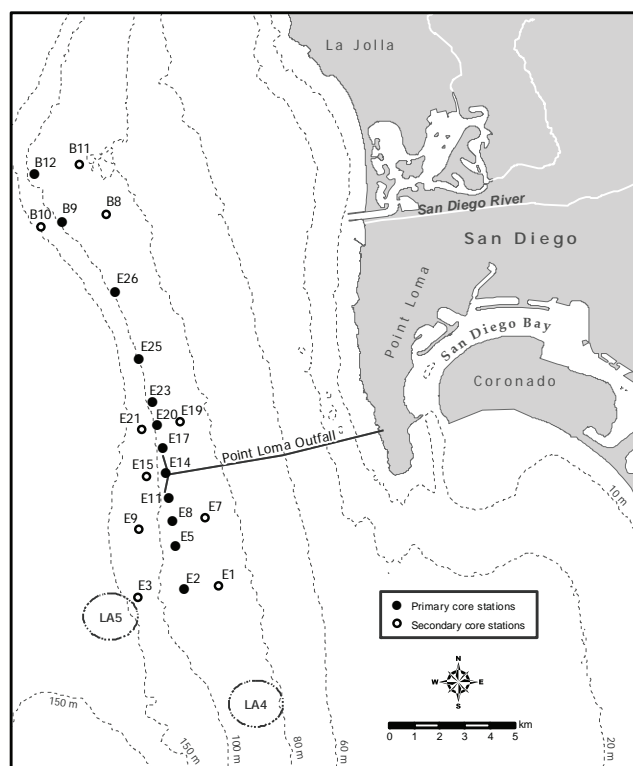 La Jolla
B11
B12
B10
B9
B8
San Diego River
San Diego
Point Loma
E26
San Diego Bay
E25
Coronado
E23
E21
E20
E19
E17
Point Loma Outfall
E15
E14
E11
E9
E8
E7
E5
10 m
E3
E2
E1
LA5
Primary core stations
Secondary core stations
LA4
N
W
E
S
150 m
150 m
100 m
80 m
60 m
20 m
km
0 1 2 3 4 5